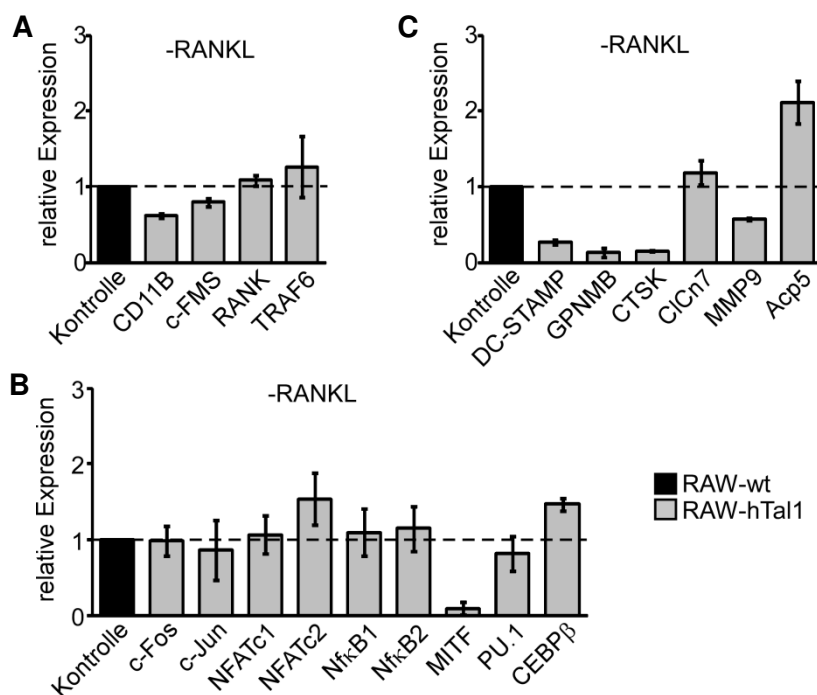 A
-RANKL
relative Expression
3
2
1
0
Kontrolle
CD11B
c-FMS
RANK
TRAF6
C
-RANKL
relative Expression
3
2
1
0
Kontrolle
DC-STAMP
GPNMB
CTSK
ClCn7
MMP9
Acp5
B
-RANKL
relative Expression
3
2
1
0
Kontrolle
c-Fos
c-Jun
NFATc1
NFATc2
NfκB1
NfκB2
MITF
PU.1
CEBPβ
RAW-wt
RAW-hTal1